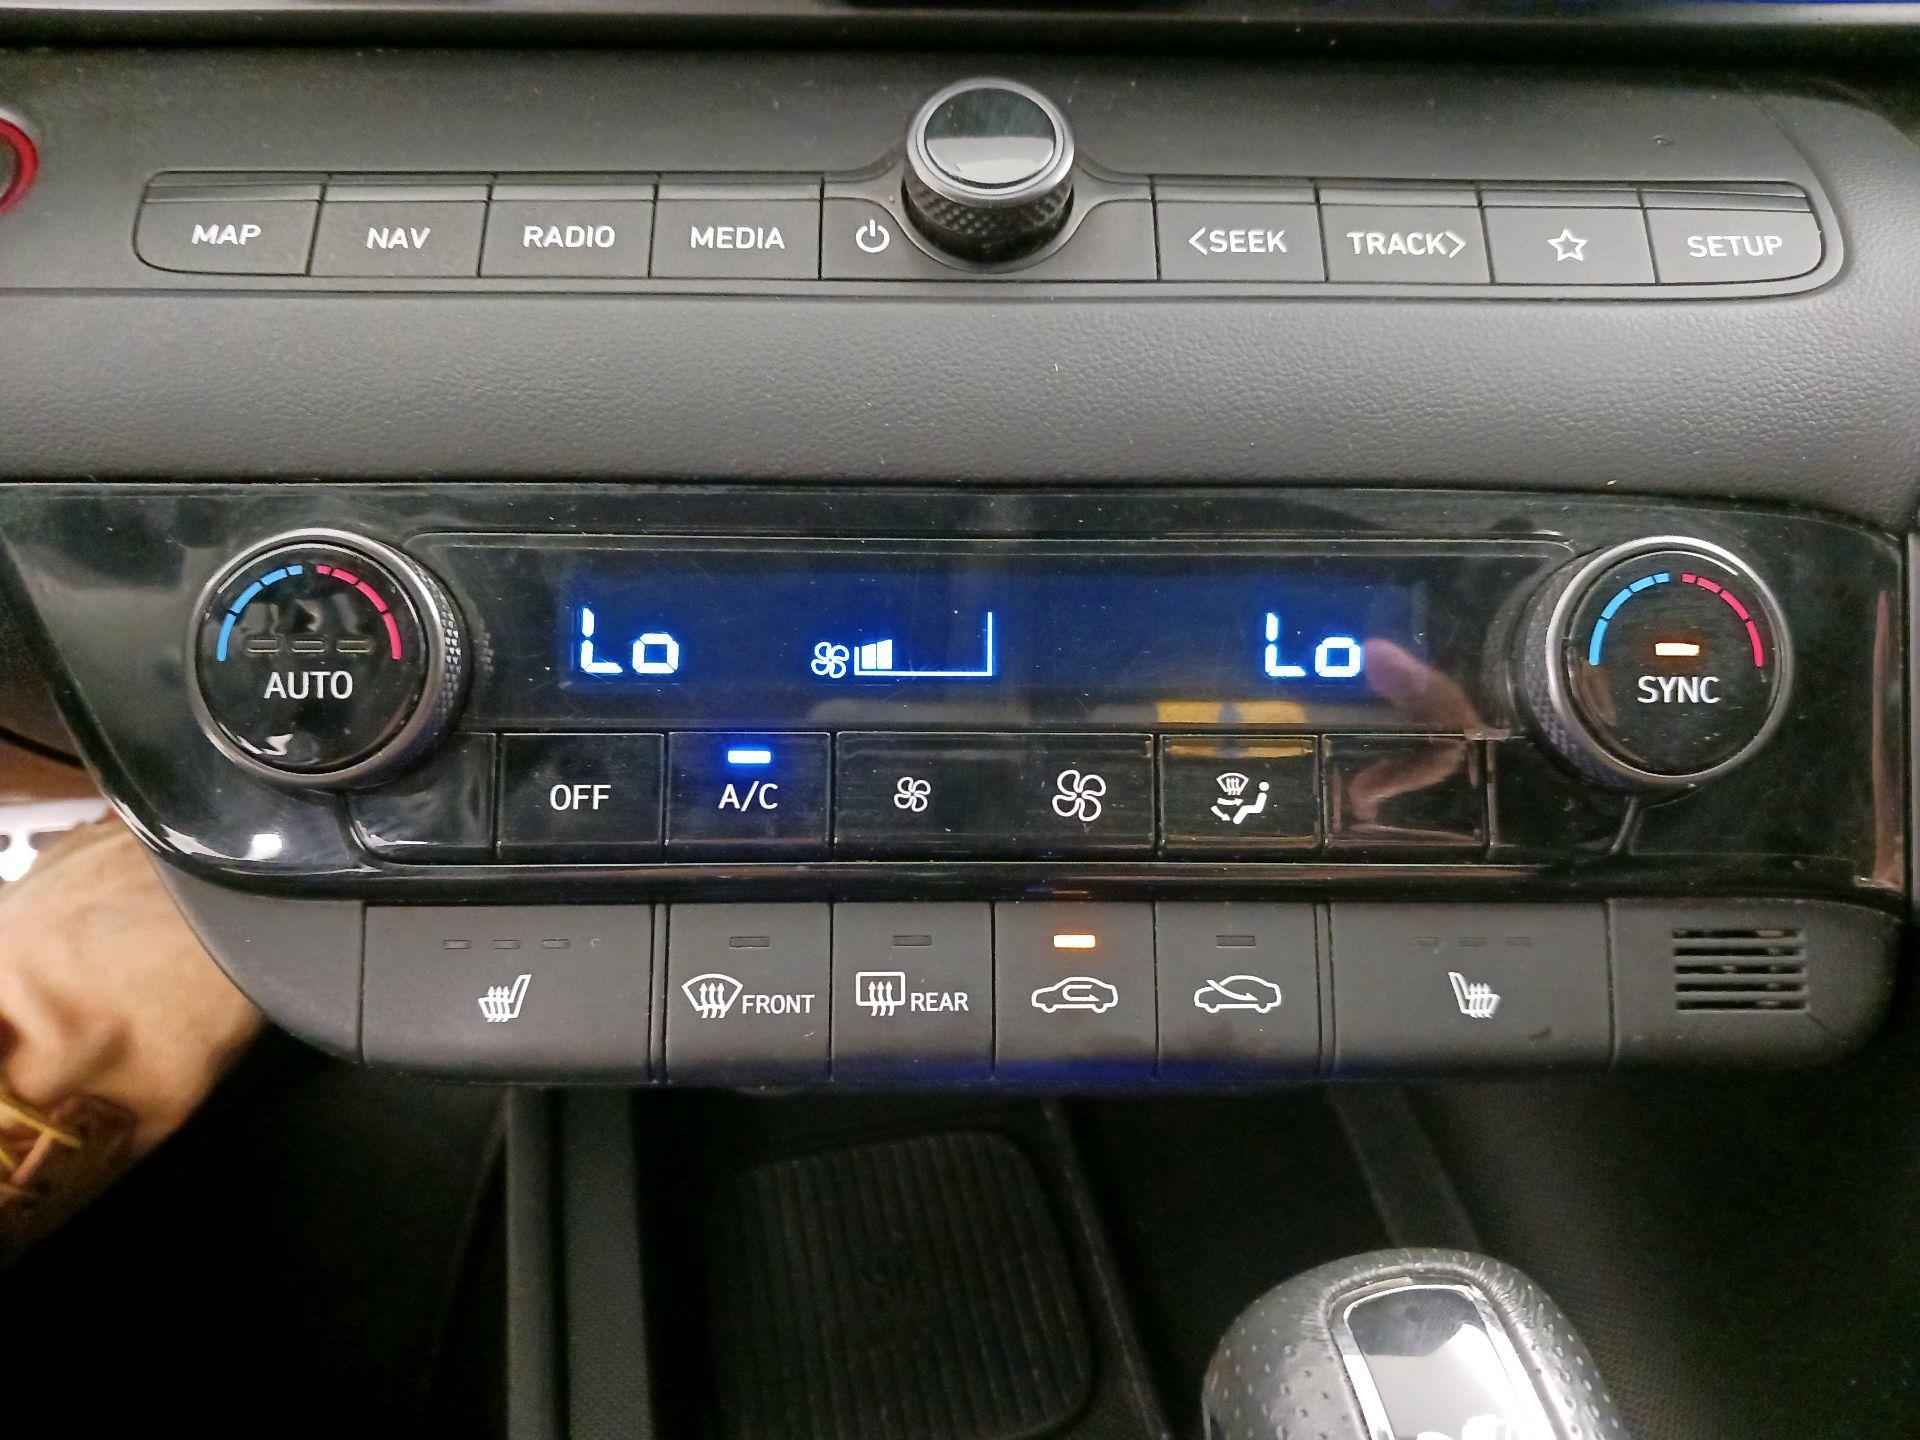 MAP NAV RADIO MEDIA <SEEK TRACK> SETUP
Lo Lo
AUTO SYNC
OFF A/C
FRONT REAR